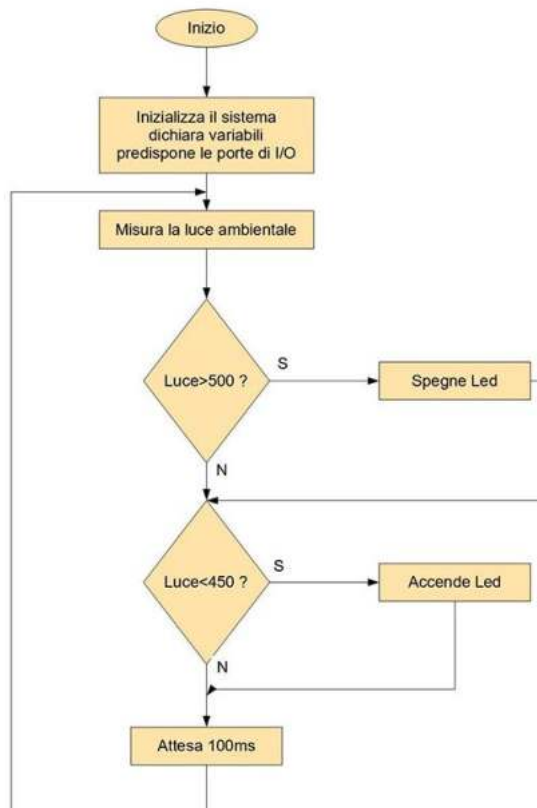 Inizio
Inizializza il sistema
dichiara variabili
predispone le porte di I/O
Misura la luce ambientale
Luce>500 ?
S
Spegne Led
N
Luce<450 ?
S
Accende Led
N
Attesa 100ms